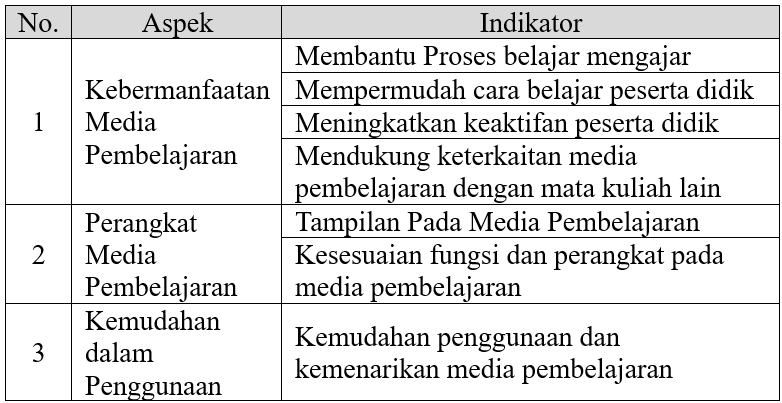 No. Aspek Indikator
1 Kebermanfaatan Media Pembelajaran
Membantu Proses belajar mengajar
Mempermudah cara belajar peserta didik
Meningkatkan keaktifan peserta didik
Mendukung keterkaitan media
pembelajaran dengan mata kuliah lain
2 Perangkat Media Pembelajaran
Tampilan Pada Media Pembelajaran
Kesesuaian fungsi dan perangkat pada
media pembelajaran
3 Kemudahan dalam Penggunaan
Kemudahan penggunaan dan
kemenarikan media pembelajaran